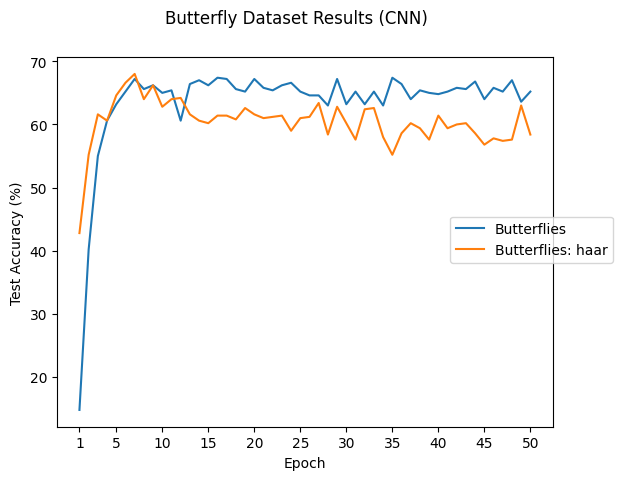 Butterfly Dataset Results (CNN)
Test Accuracy (%)
70
60
50
40
30
20
Butterflies
Butterflies: haar
1 5 10 15 20 25 30 35 40 45 50
Epoch